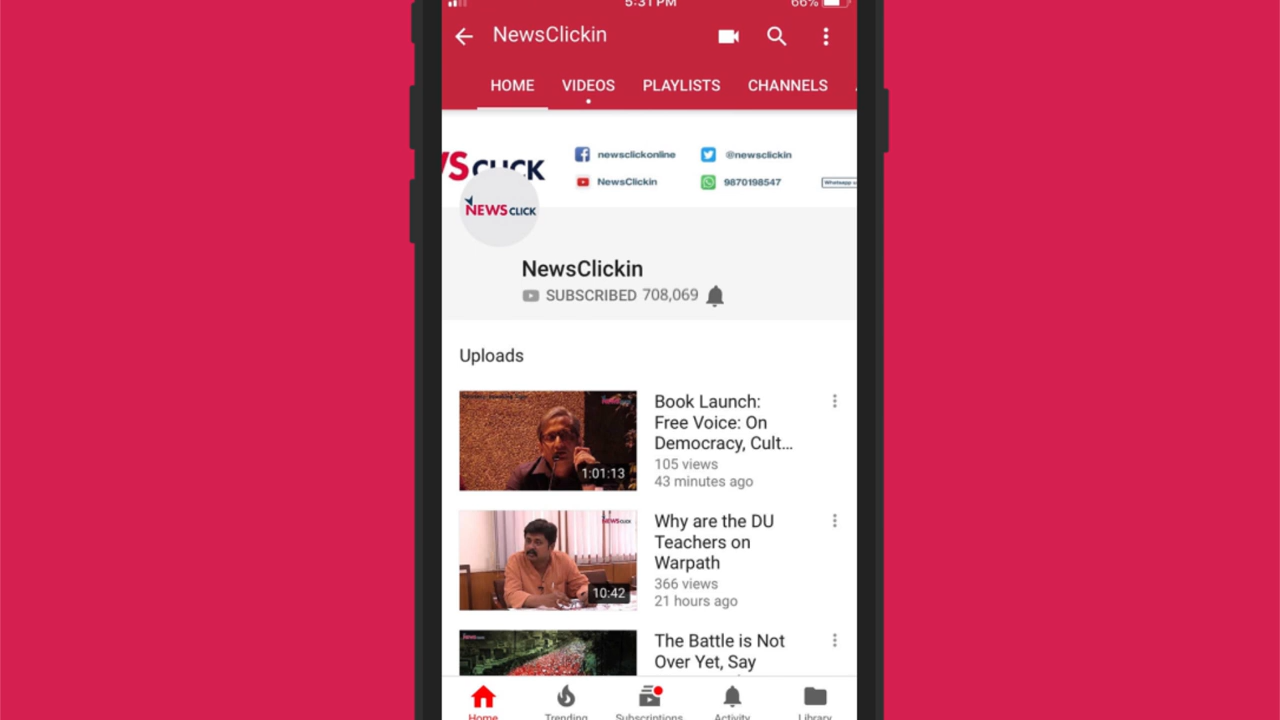 5:31 PM
66%
NewsClickin
HOME VIDEOS PLAYLISTS CHANNELS
WS CLICK
newsclickonline
@newsclickin
NewsClickin
9870198547
Whatsapp
NEWS CLICK
NewsClickin
SUBSCRIBED 708,069
Uploads
Book Launch:
Free Voice: On
Democracy, Cult...
105 views
43 minutes ago
1:01:13
Why are the DU
Teachers on
Warpath
366 views
21 hours ago
NEWSCLICK
10:42
The Battle is Not
Over Yet, Say
Home Trending Subscriptions Activity Library